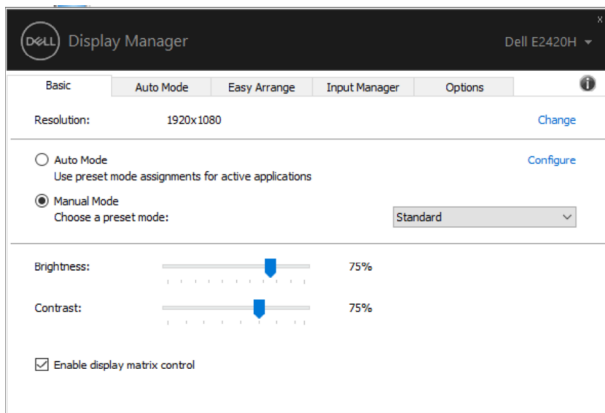 DELL Display Manager
Dell E2420H
Basic Auto Mode Easy Arrange Input Manager Options
Resolution: 1920x1080 Change
Auto Mode Configure
Use preset mode assignments for active applications
Manual Mode
Choose a preset mode: Standard
Brightness: 75%
Contrast: 75%
Enable display matrix control